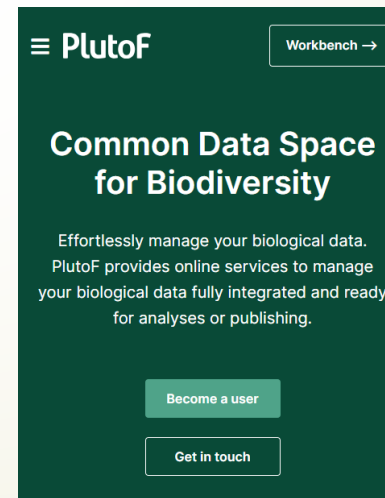 PlutoF
Workbench →
Common Data Space
for Biodiversity
Effortlessly manage your biological data.
PlutoF provides online services to manage
your biological data fully integrated and ready
for analyses or publishing.
Become a user
Get in touch